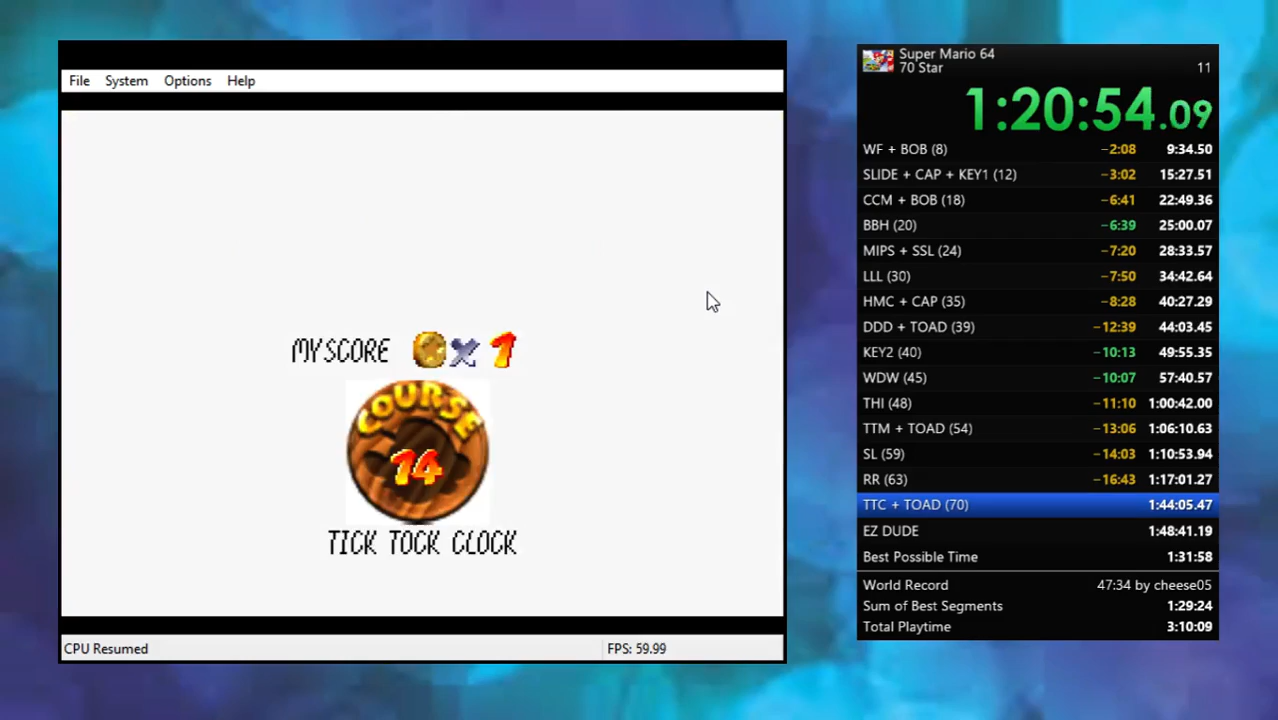 File System Options Help
MY SCORE × 1
COURSE
14
TICK TOCK CLOCK
CPU Resumed FPS: 59.99
Super Mario 64
70 Star 11
1:20:54.09
WF + BOB (8) −2:08 9:34.50
SLIDE + CAP + KEY1 (12) −3:02 15:27.51
CCM + BOB (18) −6:41 22:49.36
BBH (20) −6:39 25:00.07
MIPS + SSL (24) −7:20 28:33.57
LLL (30) −7:50 34:42.64
HMC + CAP (35) −8:28 40:27.29
DDD + TOAD (39) −12:39 44:03.45
KEY2 (40) −10:13 49:55.35
WDW (45) −10:07 57:40.57
THI (48) −11:10 1:00:42.00
TTM + TOAD (54) −13:06 1:06:10.63
SL (59) −14:03 1:10:53.94
RR (63) −16:43 1:17:01.27
TTC + TOAD (70) 1:44:05.47
EZ DUDE 1:48:41.19
Best Possible Time 1:31:58
World Record 47:34 by cheese05
Sum of Best Segments 1:29:24
Total Playtime 3:10:09